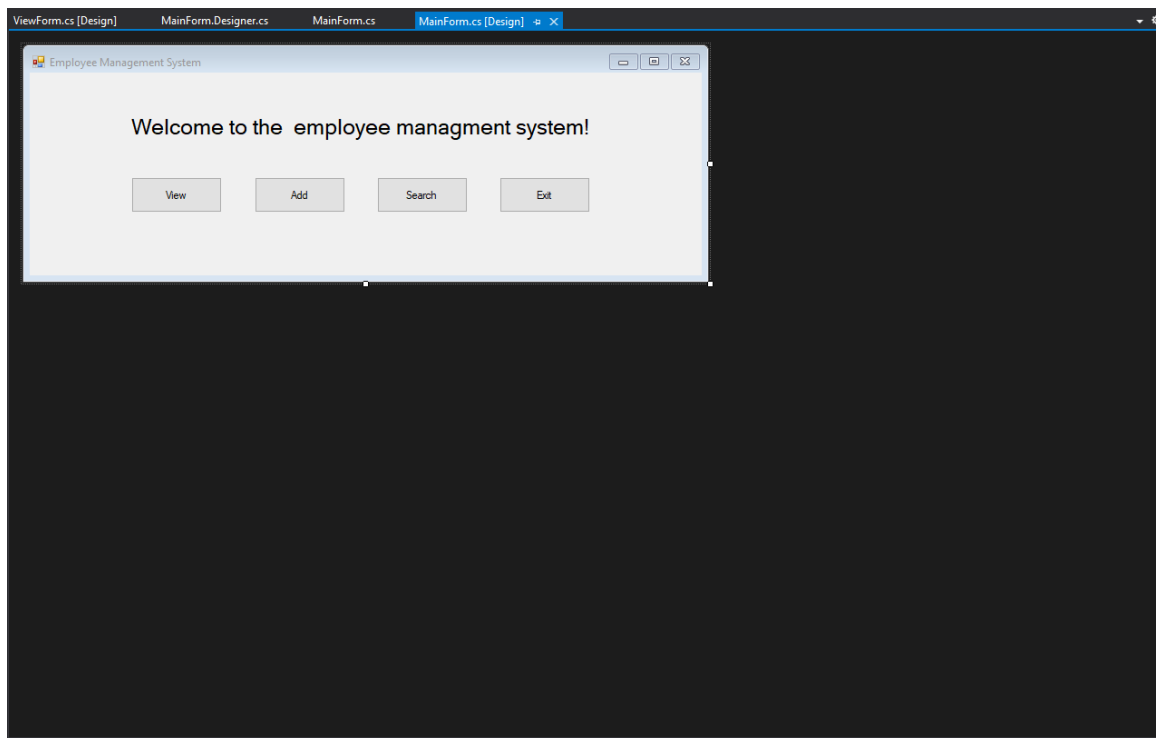 ViewForm.cs [Design] MainForm.Designer.cs MainForm.cs MainForm.cs [Design]
Employee Management System
Welcome to the  employee managment system!
View Add Search Exit